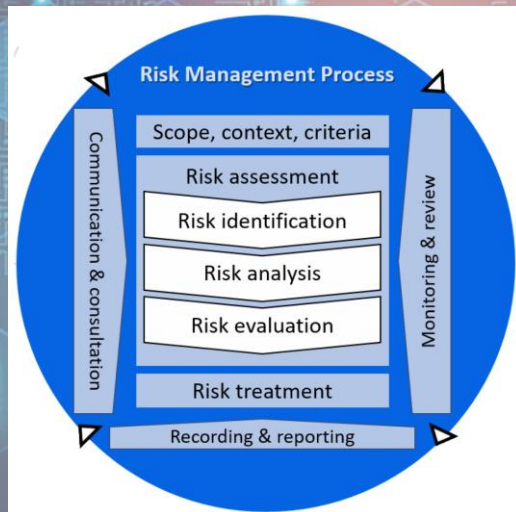 Risk Management Process
Scope, context, criteria
Risk assessment
Risk identification
Risk analysis
Risk evaluation
Risk treatment
Communication & consultation
Monitoring & review
Recording & reporting